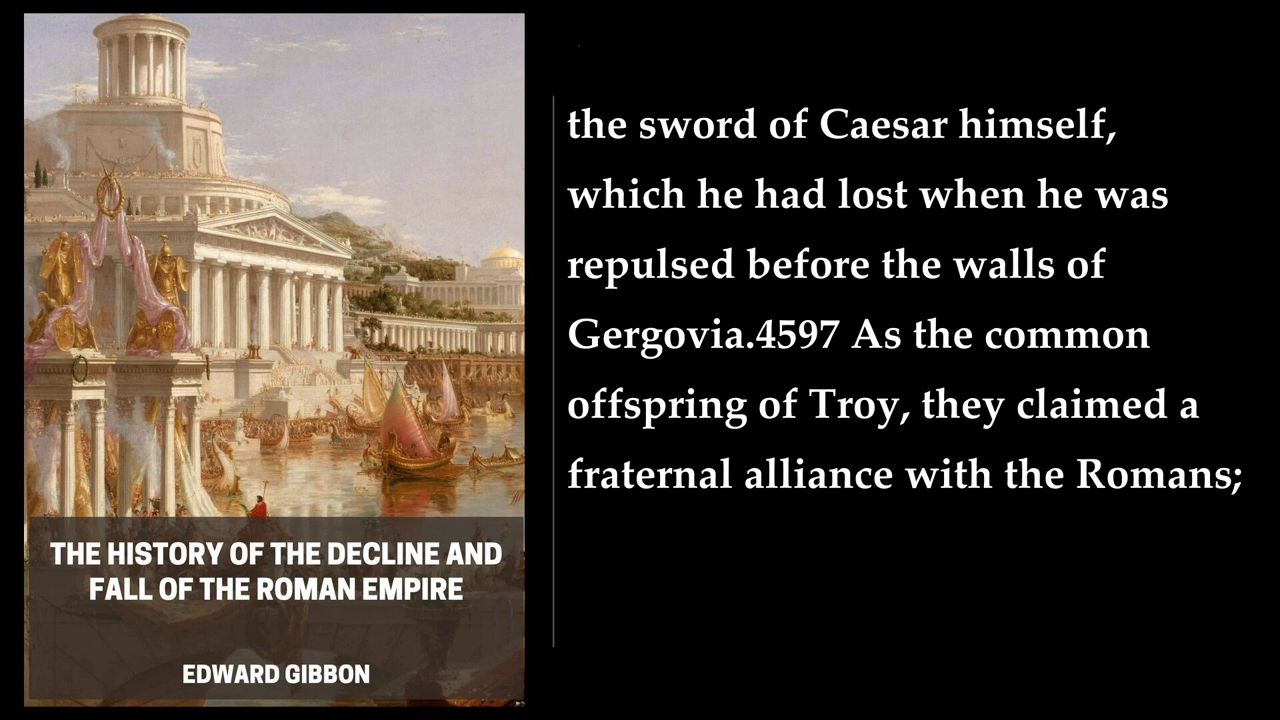 THE HISTORY OF THE DECLINE AND
FALL OF THE ROMAN EMPIRE
EDWARD GIBBON
the sword of Caesar himself,
which he had lost when he was
repulsed before the walls of
Gergovia.4597 As the common
offspring of Troy, they claimed a
fraternal alliance with the Romans;